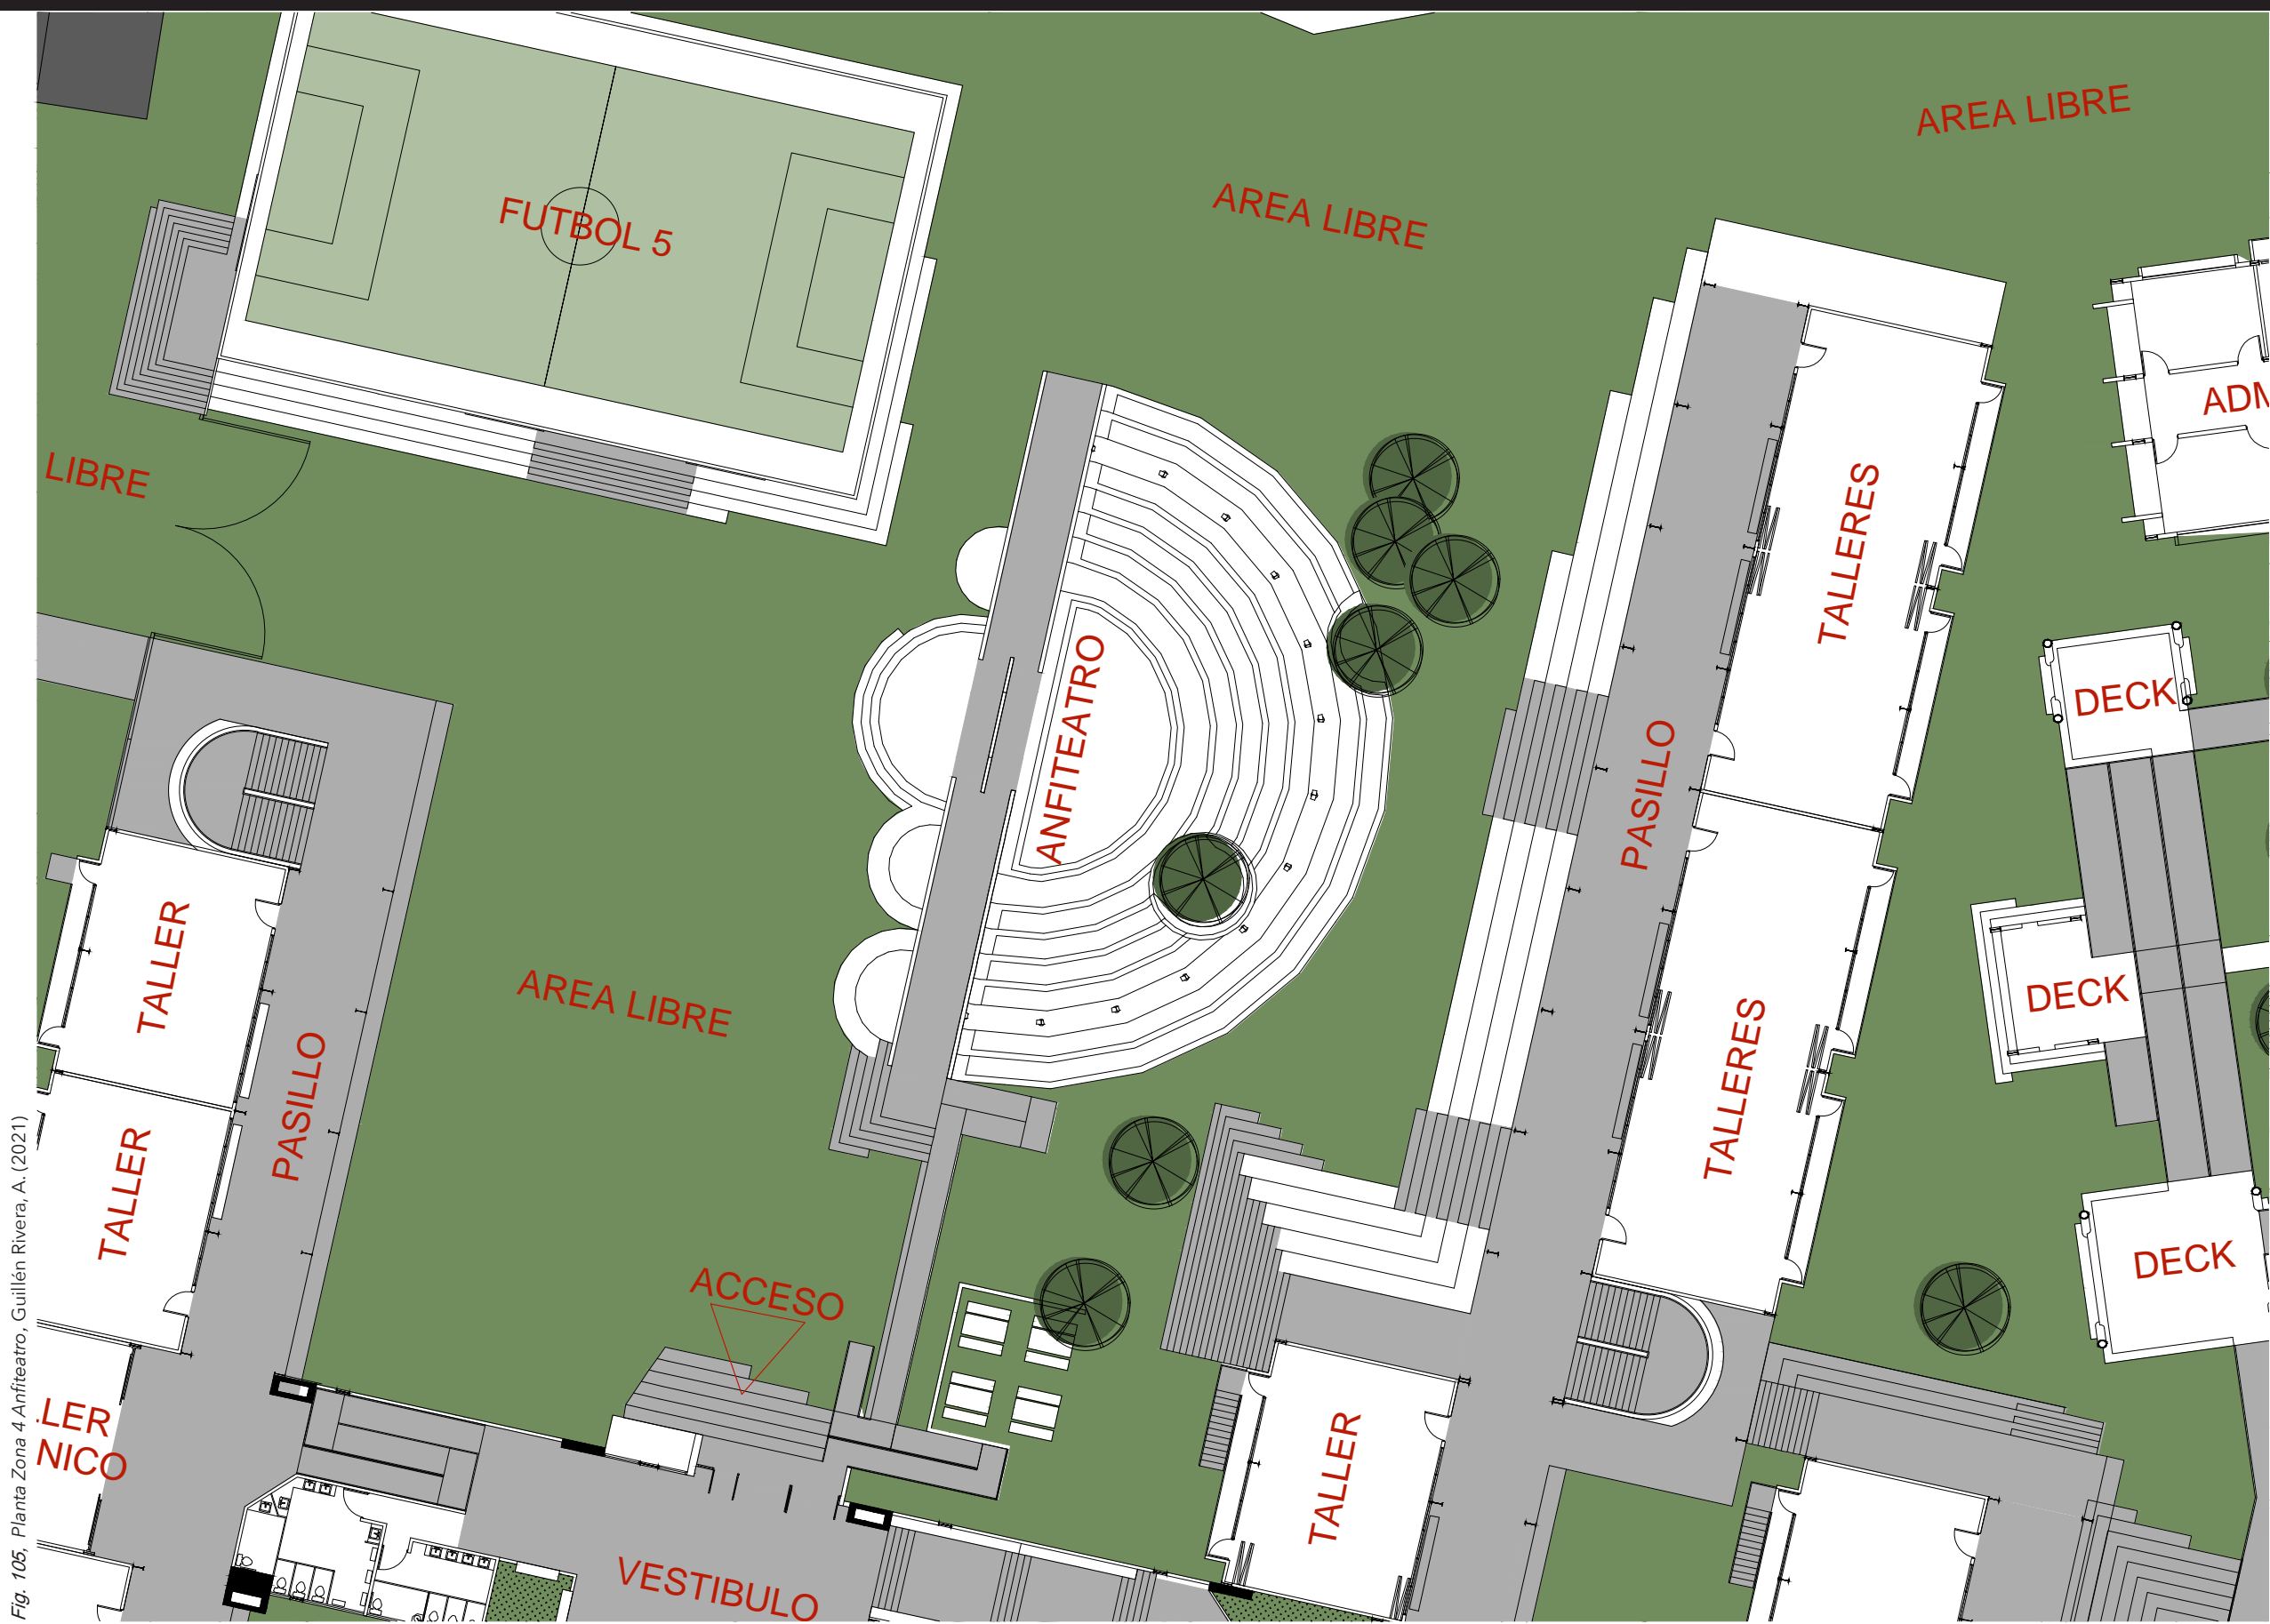 AREA LIBRE
FUTBOL 5
AREA LIBRE
ADM
LIBRE
TALLERES
ANFITEATRO
DECK
PASILLO
TALLER
AREA LIBRE
DECK
TALLERES
PASILLO
TALLER
DECK
ACCESO
LER
NICO
TALLER
VESTIBULO
Fig. 105, Planta Zona 4 Anfiteatro, Guillén Rivera, A. (2021)